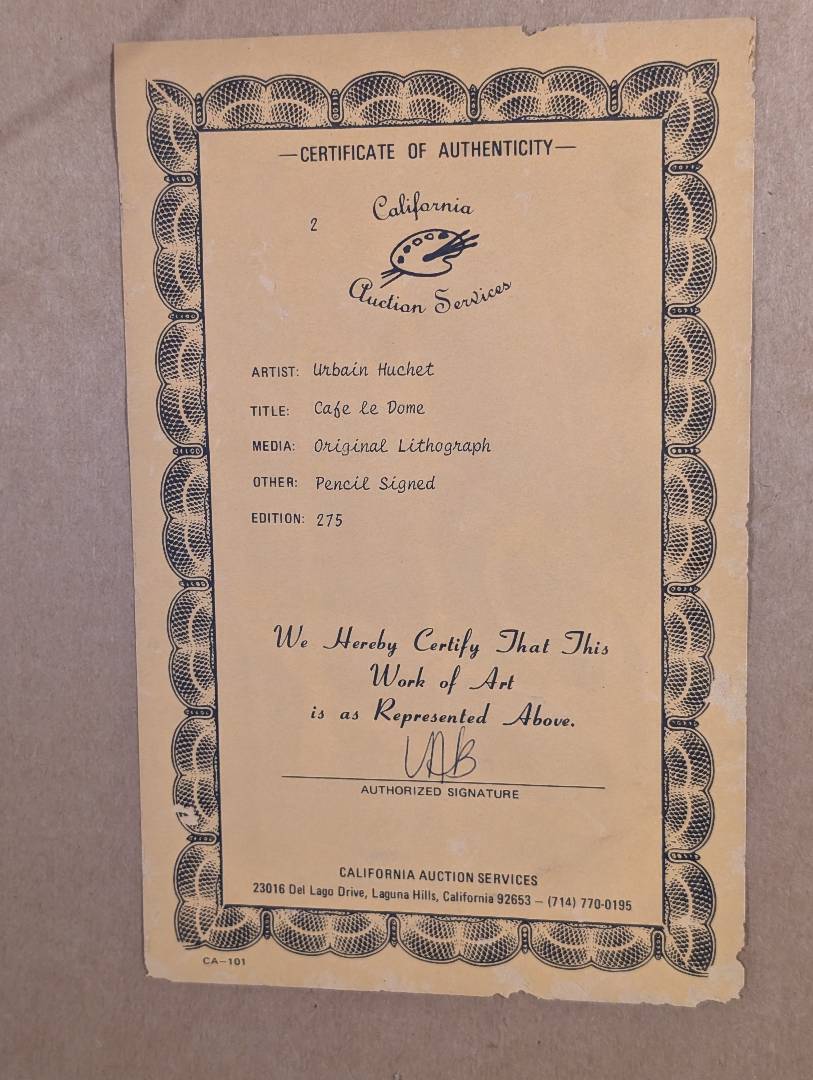 —CERTIFICATE OF AUTHENTICITY—
2
California
Auction Services
ARTIST: Urbain Huchet
TITLE: Cafe le Dome
MEDIA: Original Lithograph
OTHER: Pencil Signed
EDITION: 275
We Hereby Certify That This
Work of Art
is as Represented Above.
AUTHORIZED SIGNATURE
CALIFORNIA AUCTION SERVICES
23016 Del Lago Drive, Laguna Hills, California 92653 — (714) 770-0195
CA-101